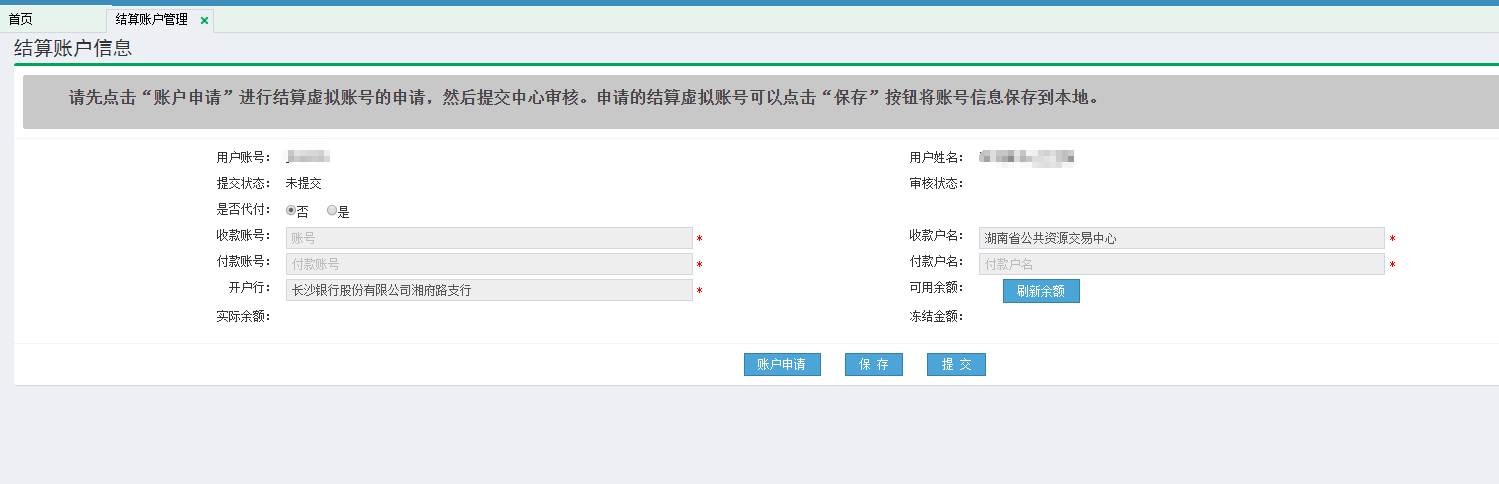 首页 结算账户管理 ×
结算账户信息
请先点击“账户申请”进行结算虚拟账号的申请，然后提交中心审核。申请的结算虚拟账号可以点击“保存”按钮将账号信息保存到本地。
用户账号： 用户姓名：
提交状态： 未提交 审核状态：
是否代付： 否 是
收款账号： 账号 * 收款户名： 湖南省公共资源交易中心 *
付款账号： 付款账号 * 付款户名： 付款户名 *
开户行： 长沙银行股份有限公司湘府路支行 * 可用余额： 刷新余额
实际余额： 冻结金额：
账户申请 保 存 提 交